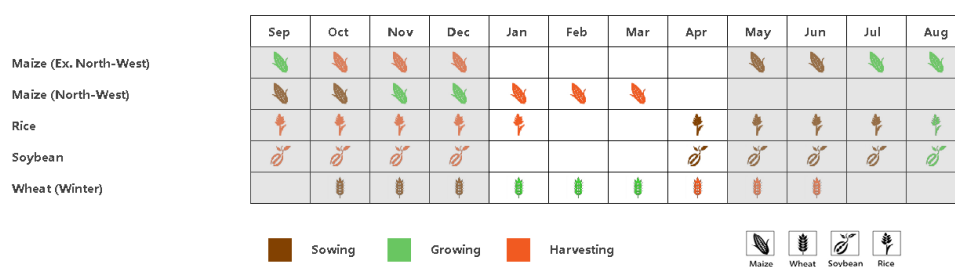 Sep Oct Nov Dec Jan Feb Mar Apr May Jun Jul Aug
Maize (Ex. North-West)
Maize (North-West)
Rice
Soybean
Wheat (Winter)
Sowing Growing Harvesting
Maize Wheat Soybean Rice